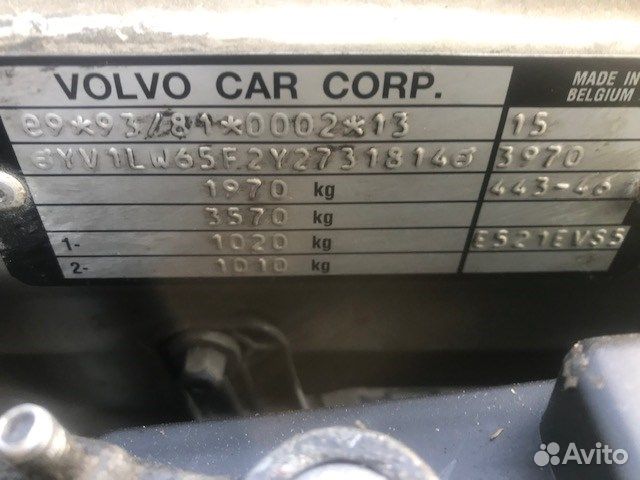 VOLVO CAR CORP.
MADE IN
BELGIUM
e9*93/81*0002*13
15
YV1LW65F2Y2731814
3970
1970 kg
443-46
3570 kg
1- 1020 kg
ES21EVS5
2- 1010 kg
Avito